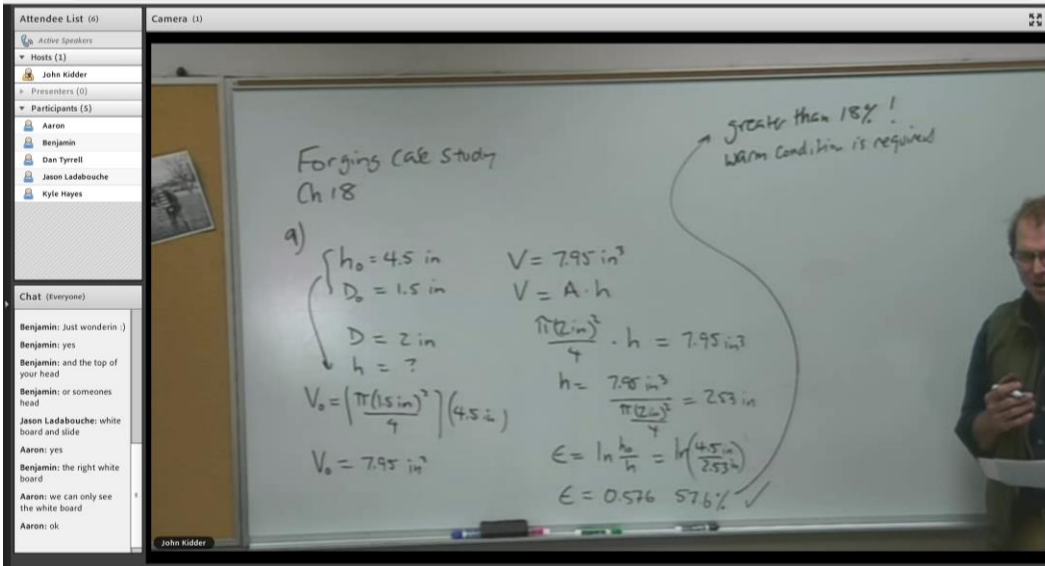 Attendee List (6)
Active Speakers
Hosts (1)
John Kidder
Presenters (0)
Participants (5)
Aaron
Benjamin
Dan Tyrrell
Jason Ladabouche
Kyle Hayes
Chat (Everyone)
Benjamin: Just wonderin :)
Benjamin: yes
Benjamin: and the top of
your head
Benjamin: or someones
head
Jason Ladabouche: white
board and slide
Aaron: yes
Benjamin: the right white
board
Aaron: we can only see
the white board
Aaron: ok
Camera (1)
Forging Case Study
Ch 18
a)
h₀ = 4.5 in
D₀ = 1.5 in
D = 2 in
h = ?
V₀ = [π(1.5 in)²/4](4.5 in)
V₀ = 7.95 in³
V = 7.95 in³
V = A · h
π(2in)²/4 · h = 7.95 in³
h = 7.95 in³/(π(2in)²/4) = 2.53 in
ϵ = ln h₀/h = ln(4.5 in/2.53 in)
ϵ = 0.576 57.6% ✓
greater than 18% !
warm condition is required
John Kidder